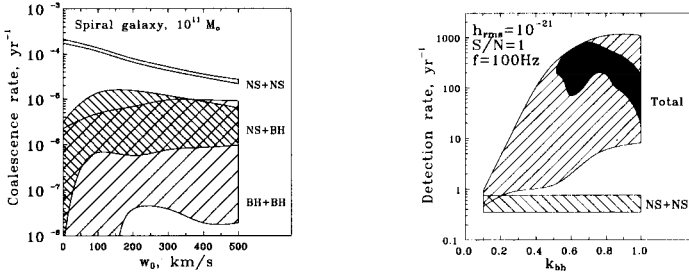 Spiral galaxy, 10¹¹ M☉
Coalescence rate, yr⁻¹
10⁻⁴
10⁻⁵
10⁻⁶
10⁻⁷
10⁻⁸
NS+NS
NS+BH
BH+BH
0 100 200 300 400 500
w₀, km/s
h_rms=10⁻²¹
S/N=1
f=100Hz
Detection rate, yr⁻¹
1000
100
10
1
0.1
Total
NS+NS
0.0 0.2 0.4 0.6 0.8 1.0
k_bb